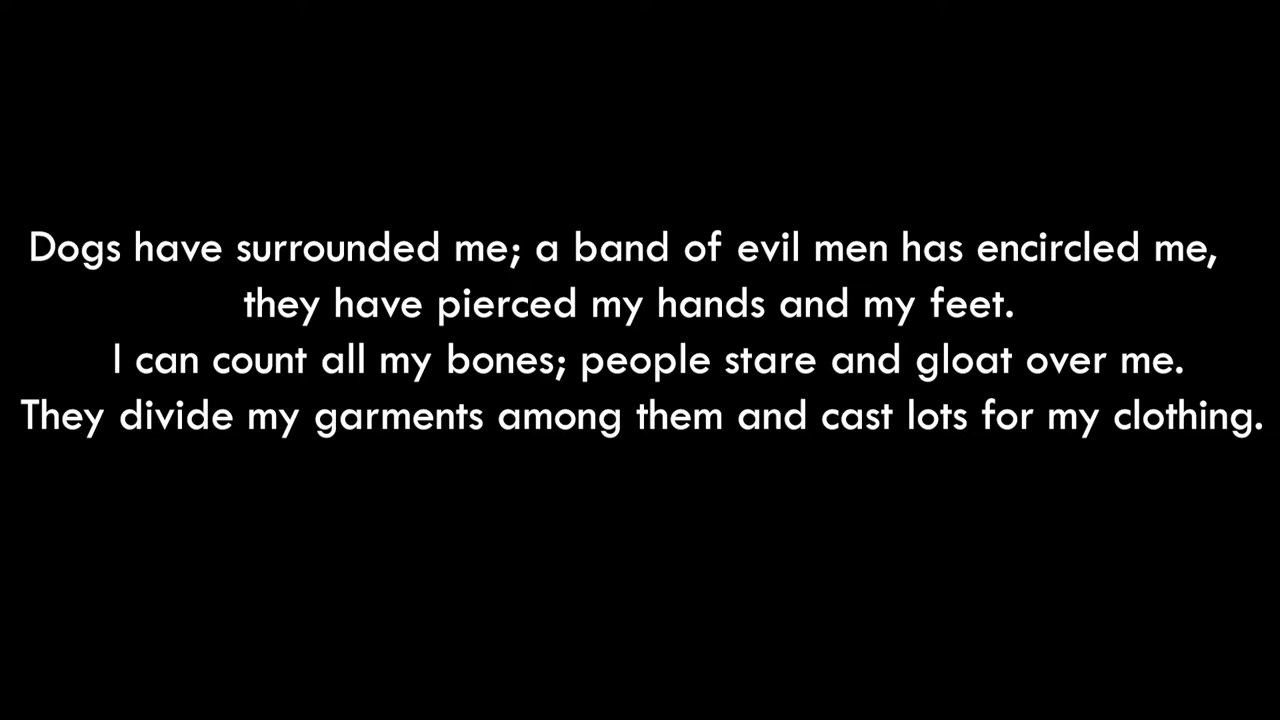 Dogs have surrounded me; a band of evil men has encircled me,
they have pierced my hands and my feet.
I can count all my bones; people stare and gloat over me.
They divide my garments among them and cast lots for my clothing.